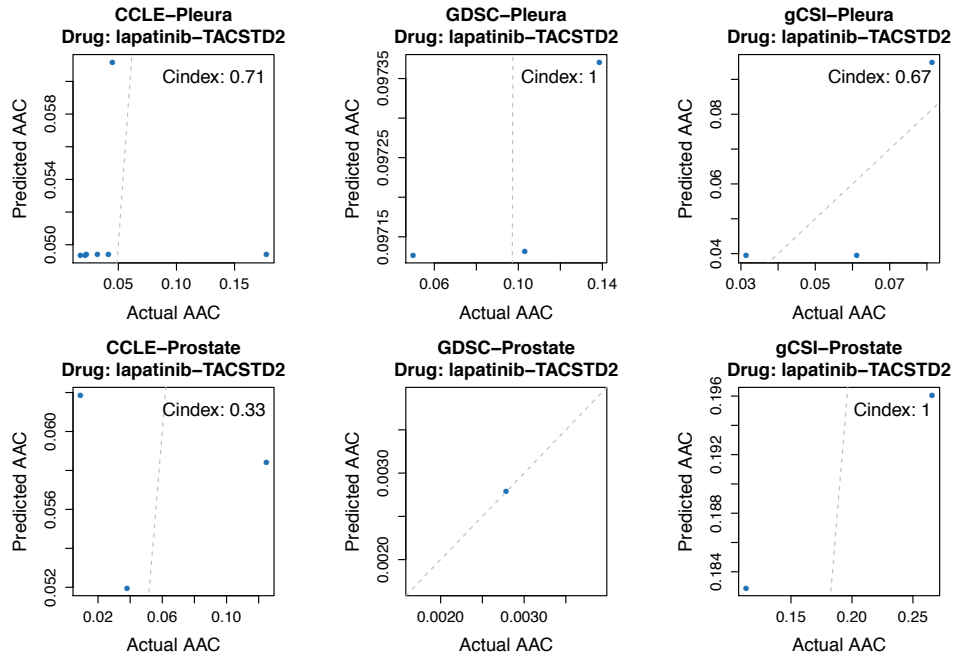 CCLE−Pleura
Drug: lapatinib−TACSTD2
Cindex: 0.71
Predicted AAC
0.050 0.054 0.058
0.05 0.10 0.15
Actual AAC
GDSC−Pleura
Drug: lapatinib−TACSTD2
Cindex: 1
Predicted AAC
0.09715 0.09725 0.09735
0.06 0.10 0.14
Actual AAC
gCSI−Pleura
Drug: lapatinib−TACSTD2
Cindex: 0.67
Predicted AAC
0.04 0.06 0.08
0.03 0.05 0.07
Actual AAC
CCLE−Prostate
Drug: lapatinib−TACSTD2
Cindex: 0.33
Predicted AAC
0.052 0.056 0.060
0.02 0.06 0.10
Actual AAC
GDSC−Prostate
Drug: lapatinib−TACSTD2
Predicted AAC
0.0020 0.0030
0.0020 0.0030
Actual AAC
gCSI−Prostate
Drug: lapatinib−TACSTD2
Cindex: 1
Predicted AAC
0.184 0.188 0.192 0.196
0.15 0.20 0.25
Actual AAC